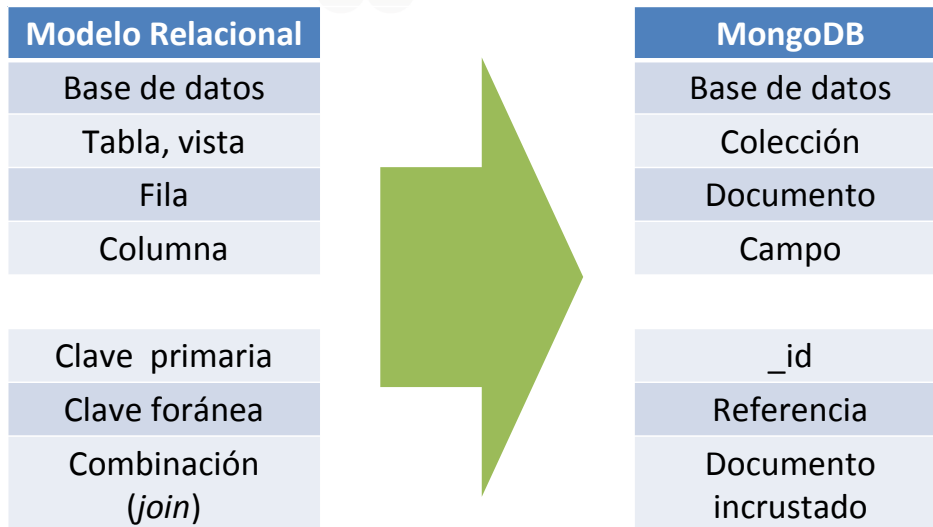 Modelo Relacional
Base de datos
Tabla, vista
Fila
Columna
Clave primaria
Clave foránea
Combinación
(join)
MongoDB
Base de datos
Colección
Documento
Campo
_id
Referencia
Documento
incrustado